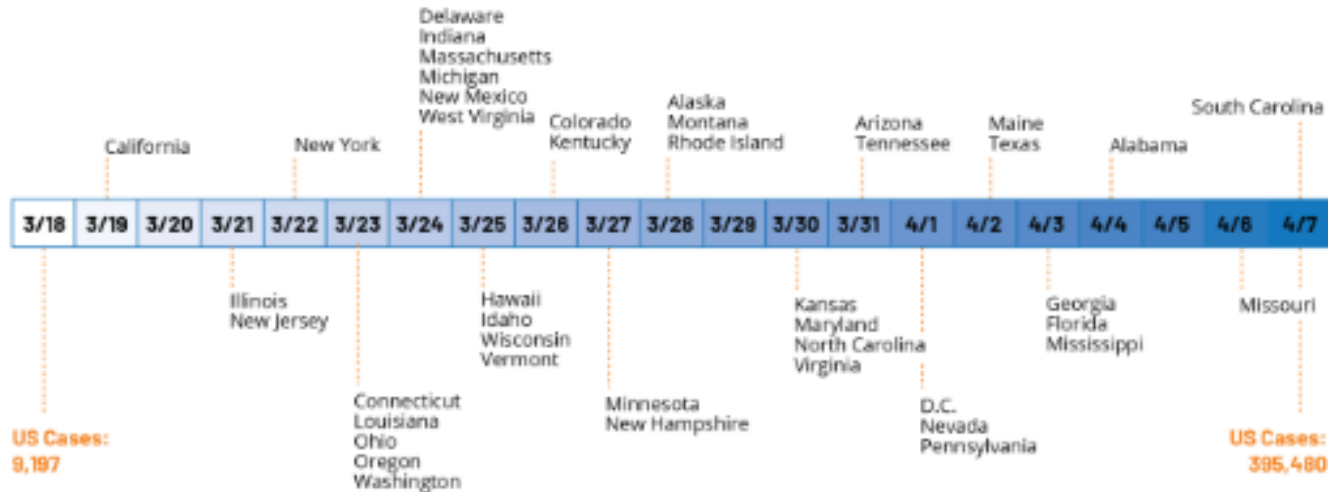 Delaware
Indiana
Massachusetts
Michigan
New Mexico
West Virginia
California
New York
Colorado
Kentucky
Alaska
Montana
Rhode Island
Arizona
Tennessee
Maine
Texas
Alabama
South Carolina
3/18 3/19 3/20 3/21 3/22 3/23 3/24 3/25 3/26 3/27 3/28 3/29 3/30 3/31 4/1 4/2 4/3 4/4 4/5 4/6 4/7
Illinois
New Jersey
Hawaii
Idaho
Wisconsin
Vermont
Kansas
Maryland
North Carolina
Virginia
Georgia
Florida
Mississippi
Missouri
Connecticut
Louisiana
Ohio
Oregon
Washington
Minnesota
New Hampshire
D.C.
Nevada
Pennsylvania
US Cases:
9,197
US Cases:
395,480